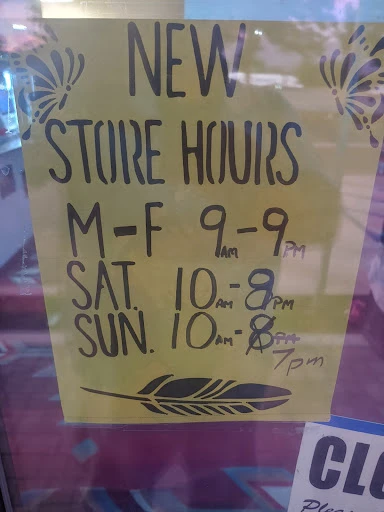 NEW
STORE HOURS
M-F 9AM-9PM
SAT. 10AM-8PM
SUN. 10AM-8PM
7pm
CL